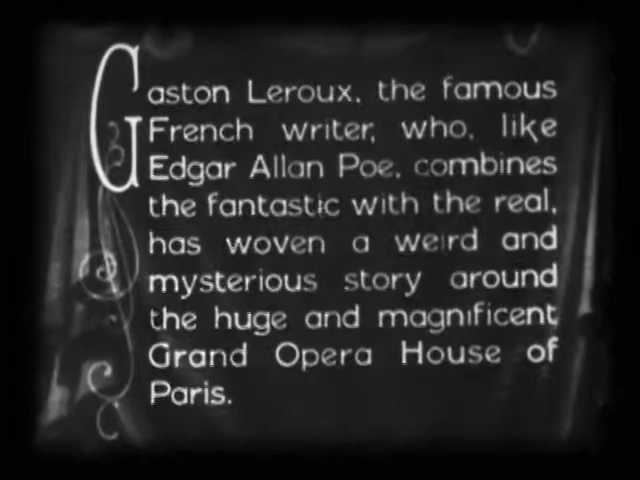 Gaston Leroux, the famous
French writer, who, like
Edgar Allan Poe, combines
the fantastic with the real,
has woven a weird and
mysterious story around
the huge and magnificent
Grand Opera House of
Paris.